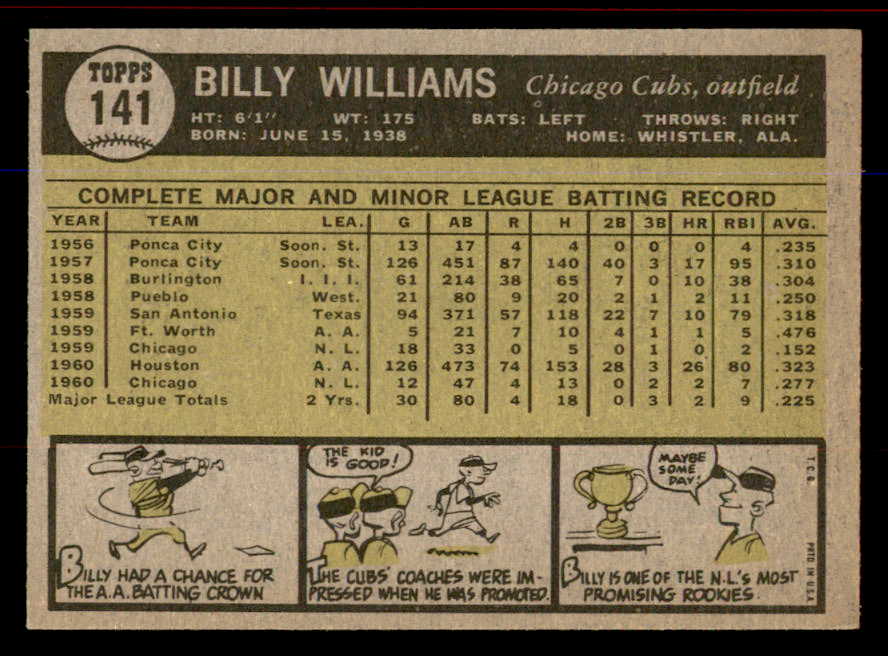 TOPPS
141
BILLY WILLIAMS Chicago Cubs, outfield
HT: 6'1" WT: 175 BATS: LEFT THROWS: RIGHT
BORN: JUNE 15, 1938 HOME: WHISTLER, ALA.
COMPLETE MAJOR AND MINOR LEAGUE BATTING RECORD
YEAR TEAM LEA. G AB R H 2B 3B HR RBI AVG.
1956 Ponca City Soon. St. 13 17 4 4 0 0 0 4 .235
1957 Ponca City Soon. St. 126 451 87 140 40 3 17 95 .310
1958 Burlington I. I. I. 61 214 38 65 7 0 10 38 .304
1958 Pueblo West. 21 80 9 20 2 1 2 11 .250
1959 San Antonio Texas 94 371 57 118 22 7 10 79 .318
1959 Ft. Worth A. A. 5 21 7 10 4 1 1 5 .476
1959 Chicago N. L. 18 33 0 5 0 1 0 2 .152
1960 Houston A. A. 126 473 74 153 28 3 26 80 .323
1960 Chicago N. L. 12 47 4 13 0 2 2 7 .277
Major League Totals 2 Yrs. 30 80 4 18 0 3 2 9 .225
BILLY HAD A CHANCE FOR
THE A.A. BATTING CROWN
THE KID
IS GOOD!
THE CUBS' COACHES WERE IM-
PRESSED WHEN HE WAS PROMOTED.
MAYBE
SOME
DAY!
BILLY IS ONE OF THE N.L.'S MOST
PROMISING ROOKIES.
T.C.G. PRTD IN U.S.A.